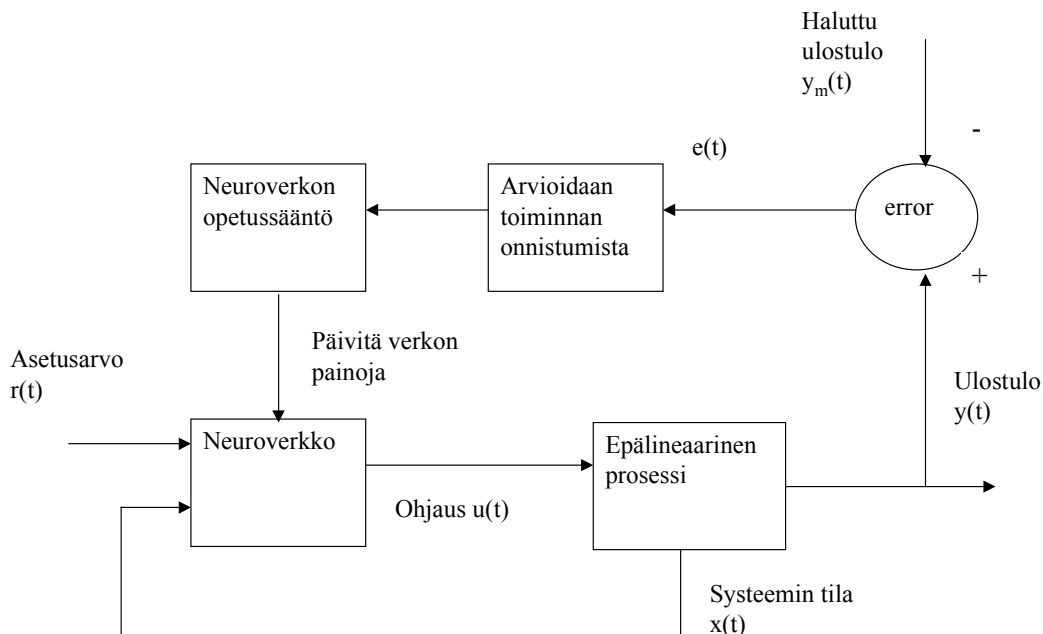 Haluttu
ulostulo
yₘ(t)
-
e(t)
Neuroverkon
opetussääntö
Arvioidaan
toiminnan
onnistumista
error
+
Päivitä verkon
painoja
Asetusarvo
r(t)
Ulostulo
y(t)
Neuroverkko
Epälineaarinen
prosessi
Ohjaus u(t)
Systeemin tila
x(t)